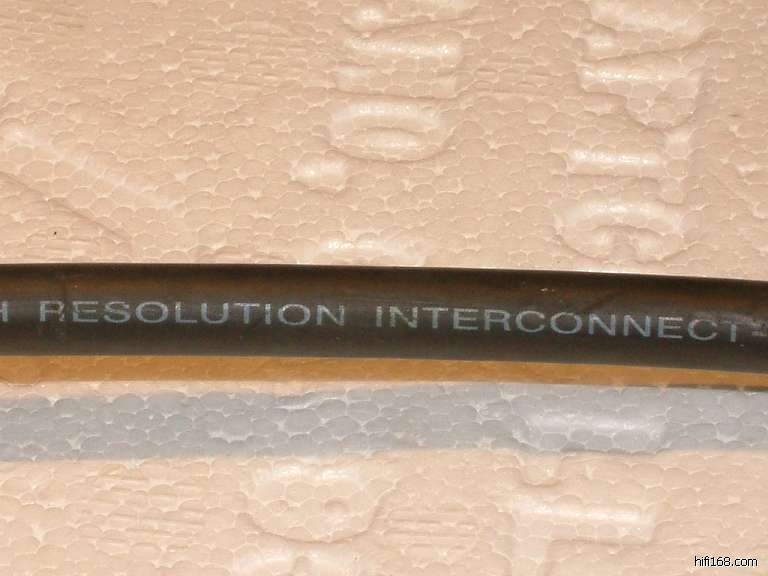 H RESOLUTION INTERCONNECT-
hifi168.com